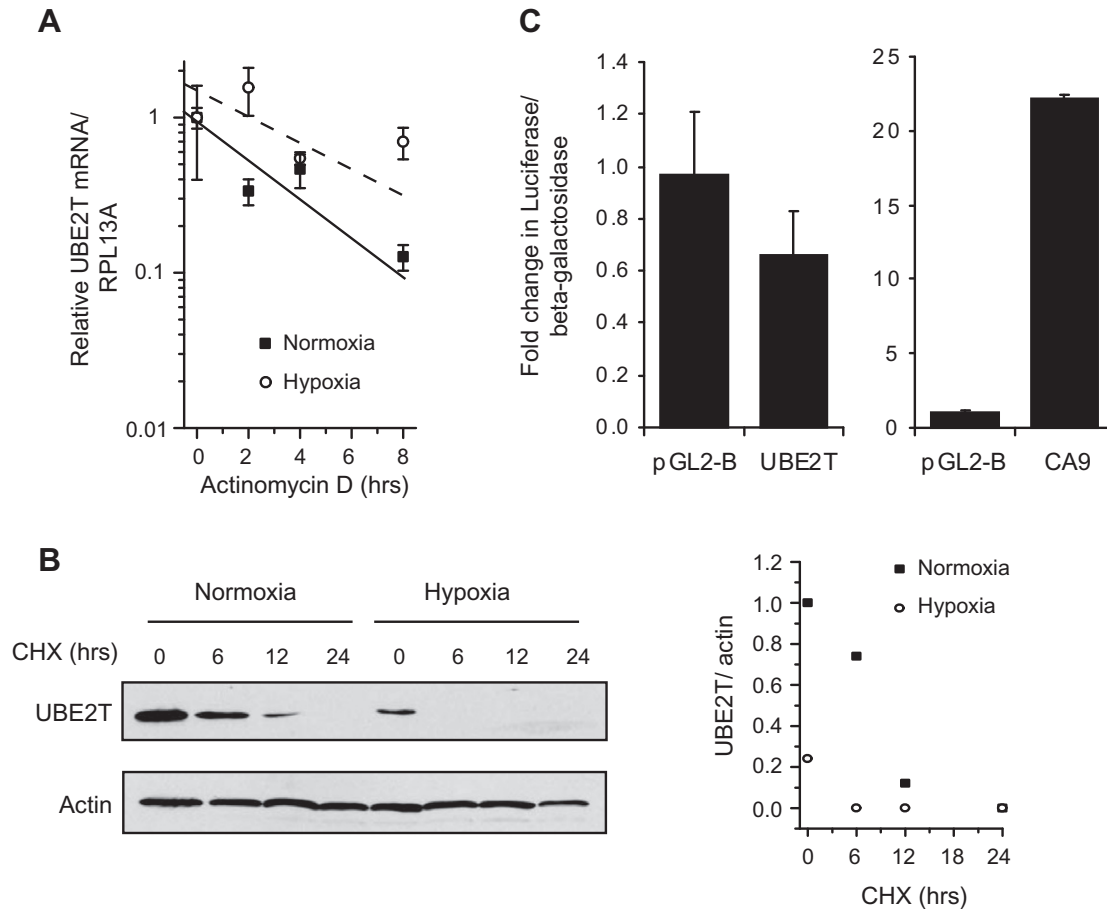 A
Relative UBE2T mRNA/
RPL13A
1
0.1
0.01
Normoxia
Hypoxia
0 2 4 6 8
Actinomycin D (hrs)
C
Fold change in Luciferase/
beta-galactosidase
1.4
1.2
1.0
0.8
0.6
0.4
0.2
0.0
pGL2-B UBE2T
25
20
15
10
5
0
pGL2-B CA9
B
Normoxia Hypoxia
CHX (hrs) 0 6 12 24 0 6 12 24
UBE2T
Actin
UBE2T/ actin
1.2
1.0
0.8
0.6
0.4
0.2
0.0
Normoxia
Hypoxia
0 6 12 18 24
CHX (hrs)